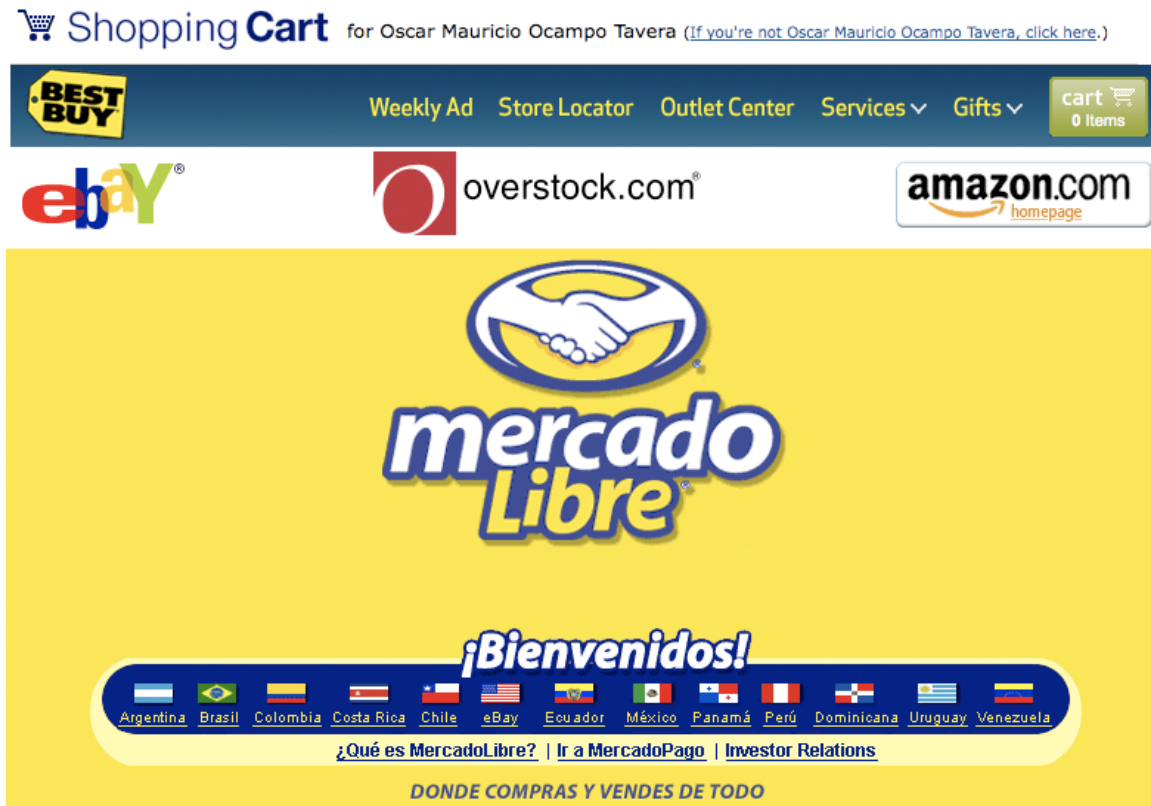 Shopping Cart for Oscar Mauricio Ocampo Tavera (If you're not Oscar Mauricio Ocampo Tavera, click here.)
BEST BUY Weekly Ad Store Locator Outlet Center Services Gifts cart
0 Items
ebaY® overstock.com® amazon.com
homepage
mercado
Libre®
¡Bienvenidos!
Argentina Brasil Colombia Costa Rica Chile eBay Ecuador México Panamá Perú Dominicana Uruguay Venezuela
¿Qué es MercadoLibre? | Ir a MercadoPago | Investor Relations
DONDE COMPRAS Y VENDES DE TODO